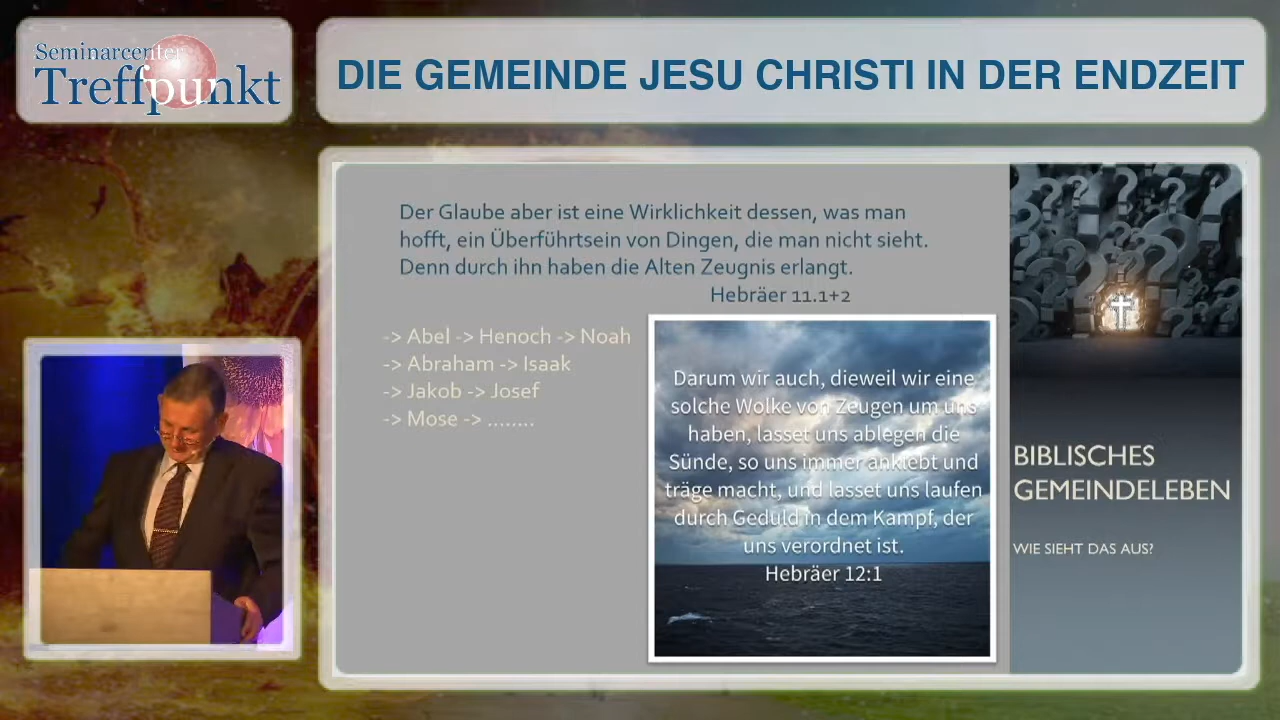 Seminarcenter
Treffpunkt
DIE GEMEINDE JESU CHRISTI IN DER ENDZEIT
Der Glaube aber ist eine Wirklichkeit dessen, was man
hofft, ein Überführtsein von Dingen, die man nicht sieht.
Denn durch ihn haben die Alten Zeugnis erlangt.
Hebräer 11.1+2
-> Abel -> Henoch -> Noah
-> Abraham -> Isaak
-> Jakob -> Josef
-> Mose -> ........
Darum wir auch, dieweil wir eine
solche Wolke von Zeugen um uns
haben, lasset uns ablegen die
Sünde, so uns immer anklebt und
träge macht, und lasset uns laufen
durch Geduld in dem Kampf, der
uns verordnet ist.
Hebräer 12:1
BIBLISCHES
GEMEINDELEBEN
WIE SIEHT DAS AUS?